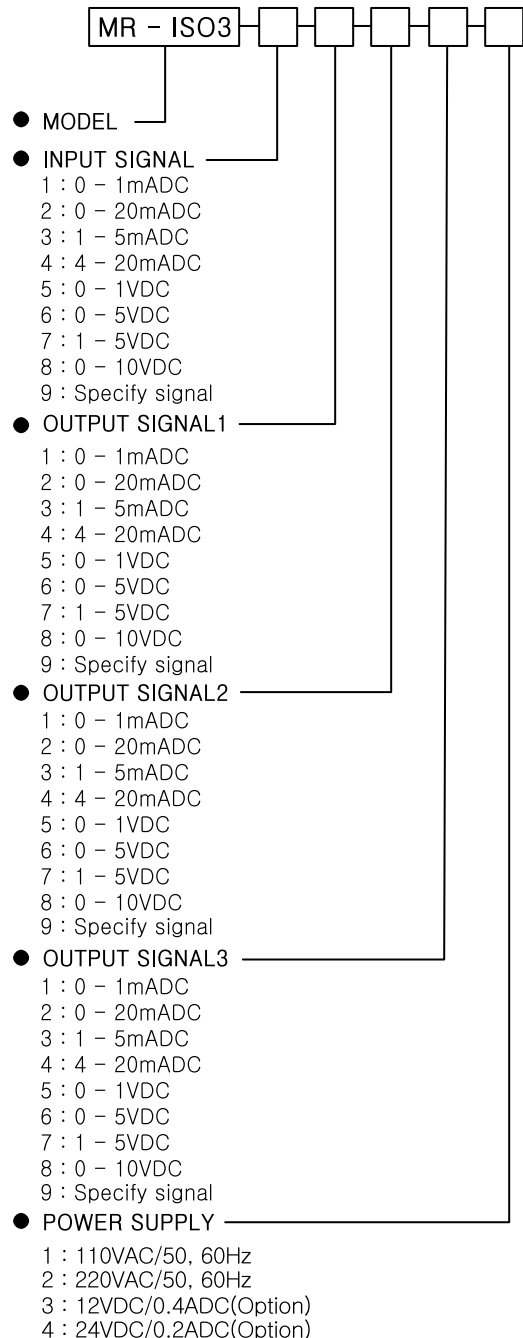 MR - ISO3
● MODEL
● INPUT SIGNAL
1 : 0 - 1mADC
2 : 0 - 20mADC
3 : 1 - 5mADC
4 : 4 - 20mADC
5 : 0 - 1VDC
6 : 0 - 5VDC
7 : 1 - 5VDC
8 : 0 - 10VDC
9 : Specify signal
● OUTPUT SIGNAL1
1 : 0 - 1mADC
2 : 0 - 20mADC
3 : 1 - 5mADC
4 : 4 - 20mADC
5 : 0 - 1VDC
6 : 0 - 5VDC
7 : 1 - 5VDC
8 : 0 - 10VDC
9 : Specify signal
● OUTPUT SIGNAL2
1 : 0 - 1mADC
2 : 0 - 20mADC
3 : 1 - 5mADC
4 : 4 - 20mADC
5 : 0 - 1VDC
6 : 0 - 5VDC
7 : 1 - 5VDC
8 : 0 - 10VDC
9 : Specify signal
● OUTPUT SIGNAL3
1 : 0 - 1mADC
2 : 0 - 20mADC
3 : 1 - 5mADC
4 : 4 - 20mADC
5 : 0 - 1VDC
6 : 0 - 5VDC
7 : 1 - 5VDC
8 : 0 - 10VDC
9 : Specify signal
● POWER SUPPLY
1 : 110VAC/50, 60Hz
2 : 220VAC/50, 60Hz
3 : 12VDC/0.4ADC(Option)
4 : 24VDC/0.2ADC(Option)